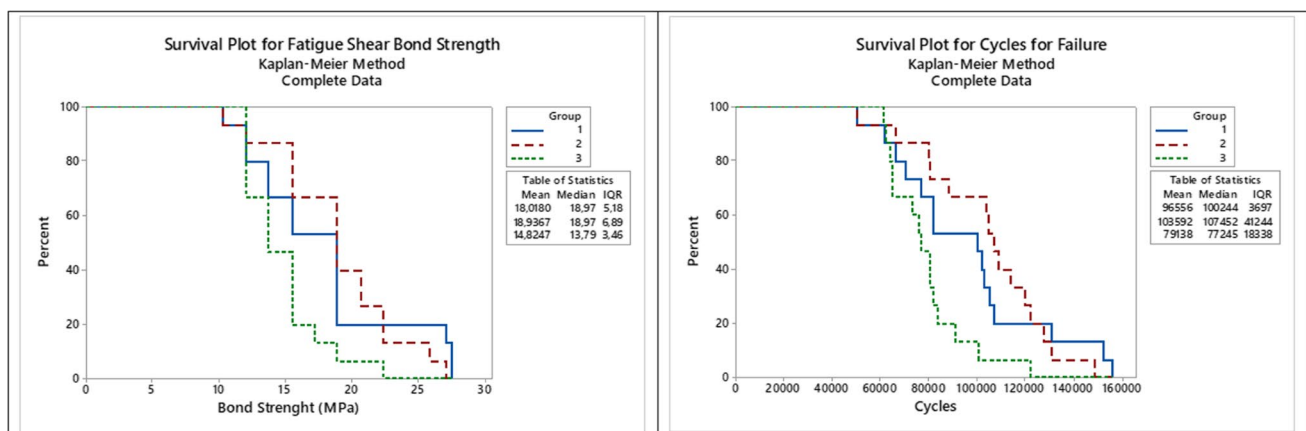 Survival Plot for Fatigue Shear Bond Strength
Kaplan-Meier Method
Complete Data
100
80
60
40
20
0
Percent
0 5 10 15 20 25 30
Bond Strenght (MPa)
Group
1
2
3
Table of Statistics
Mean Median IQR
18,0180 18,97 5,18
18,9367 18,97 6,89
14,8247 13,79 3,46
Survival Plot for Cycles for Failure
Kaplan-Meier Method
Complete Data
100
80
60
40
20
0
Percent
0 20000 40000 60000 80000 100000 120000 140000 160000
Cycles
Group
1
2
3
Table of Statistics
Mean Median IQR
96556 100244 3697
103592 107452 41244
79138 77245 18338